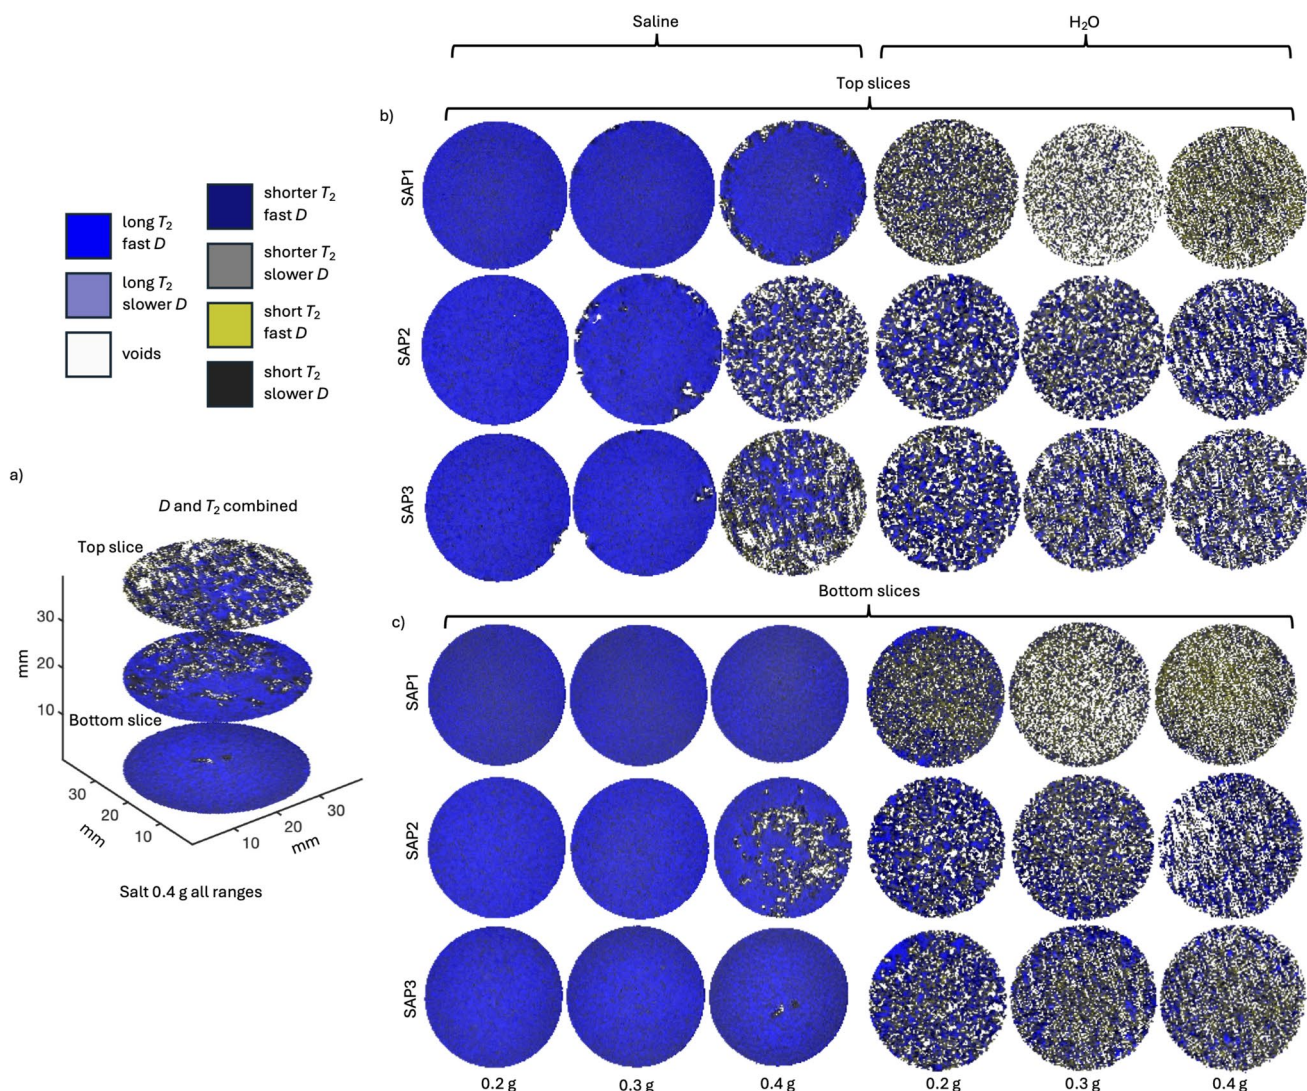 Saline
H₂O
Top slices
b)
SAP1
SAP2
SAP3
long T₂
fast D
long T₂
slower D
voids
shorter T₂
fast D
shorter T₂
slower D
short T₂
fast D
short T₂
slower D
a)
D and T₂ combined
Top slice
Bottom slice
mm
30
20
10
30
20
10
mm
10
20
30
mm
Salt 0.4 g all ranges
Bottom slices
c)
SAP1
SAP2
SAP3
0.2 g
0.3 g
0.4 g
0.2 g
0.3 g
0.4 g